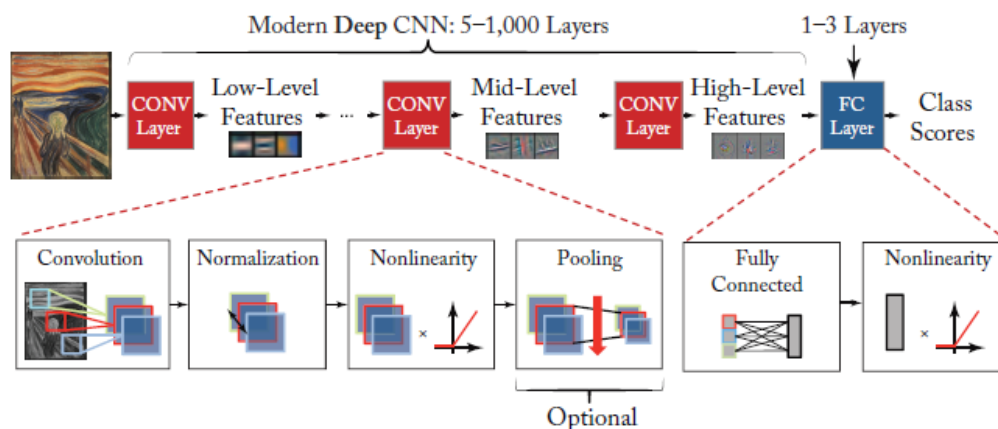 Modern Deep CNN: 5–1,000 Layers
1–3 Layers
CONV
Layer
Low-Level
Features
...
CONV
Layer
Mid-Level
Features
CONV
Layer
High-Level
Features
FC
Layer
Class
Scores
Convolution
Normalization
Nonlinearity
×
Pooling
Optional
Fully
Connected
Nonlinearity
×